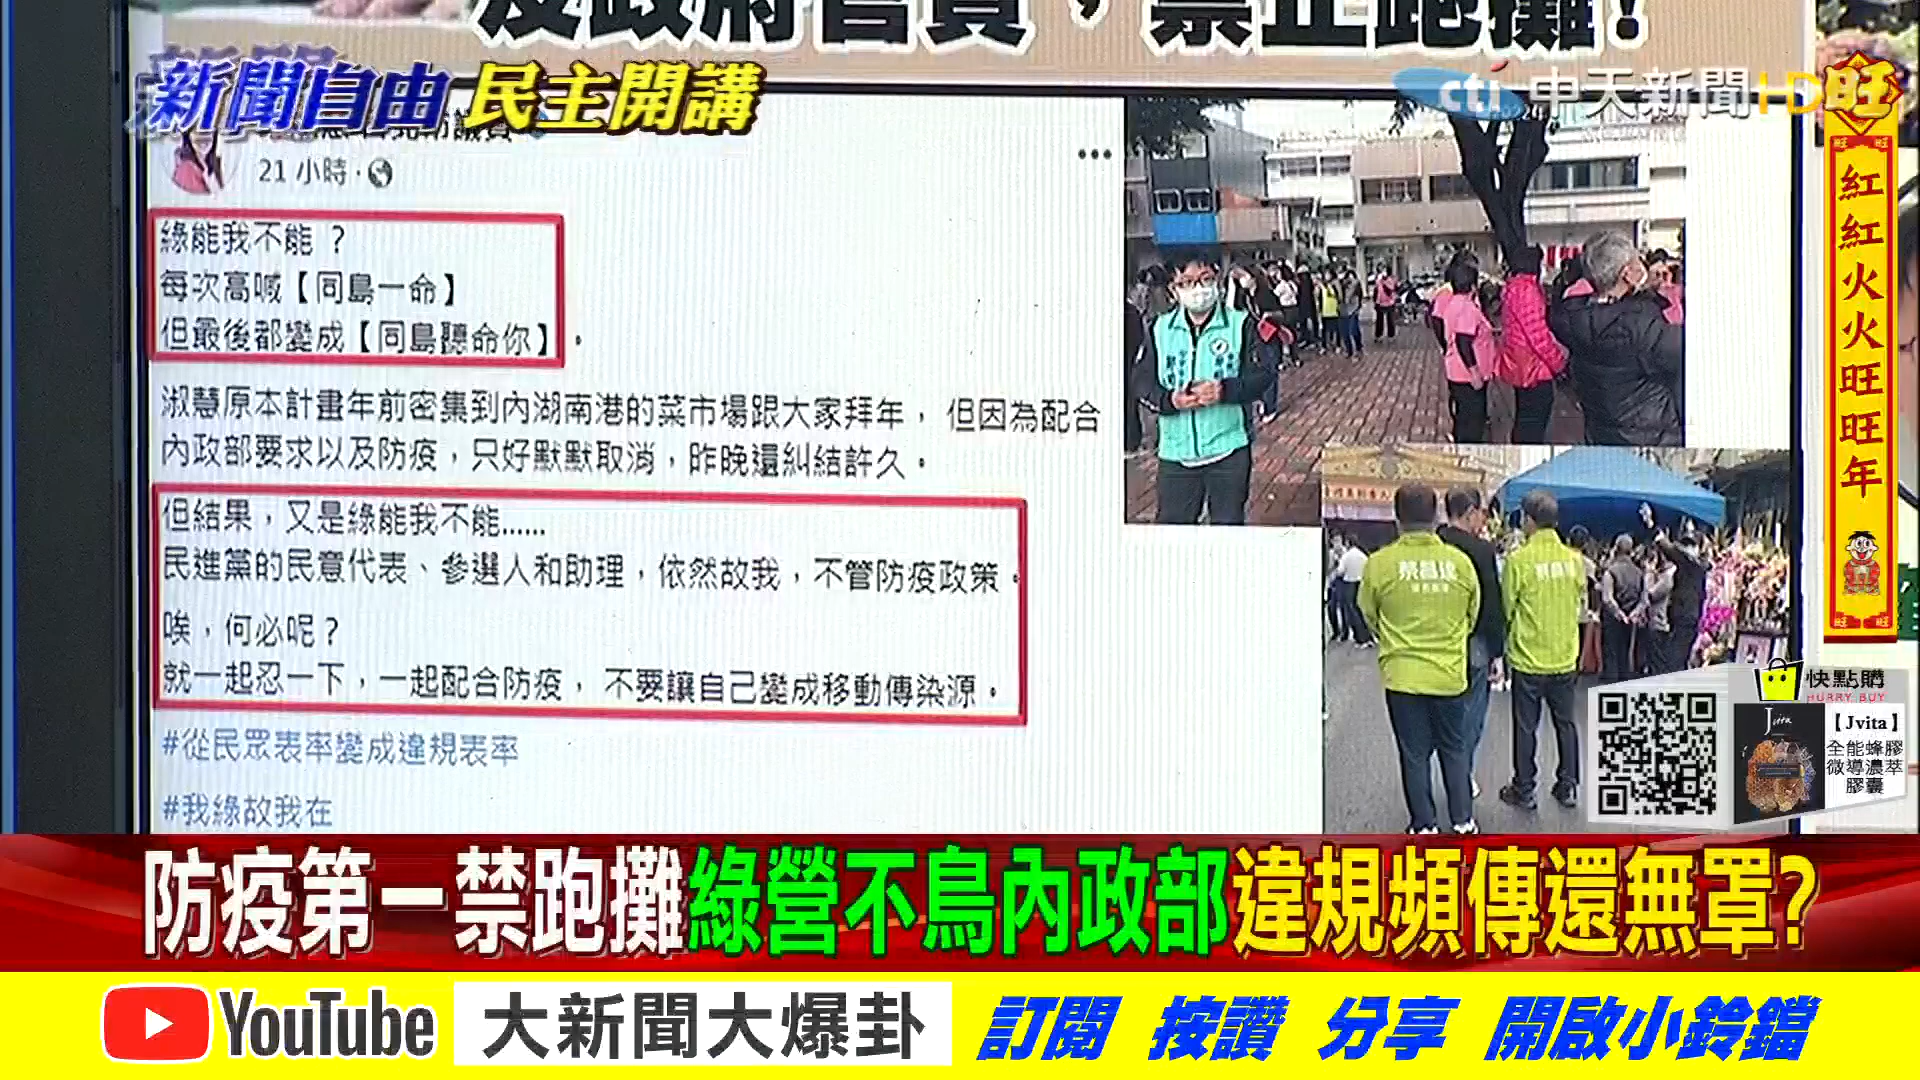 及政府官員，禁止跑攤!
新聞自由 民主開講
cti 中天新聞HD 旺
21 小時
綠能我不能 ？
每次高喊【同島一命】
但最後都變成【同島聽命你】。
淑慧原本計畫年前密集到內湖南港的菜市場跟大家拜年， 但因為配合
內政部要求以及防疫，只好默默取消，昨晚還糾結許久。
但結果，又是綠能我不能......
民進黨的民意代表、參選人和助理，依然故我，不管防疫政策。
唉，何必呢？
就一起忍一下，一起配合防疫， 不要讓自己變成移動傳染源。
#從民眾表率變成違規表率
#我綠故我在
紅紅火火旺旺年
快點購
HURRY BUY
Jvita
【Jvita】
全能蜂膠
微導濃萃
膠囊
防疫第一禁跑攤綠營不鳥內政部違規頻傳還無罩?
YouTube 大新聞大爆卦 訂閱 按讚 分享 開啟小鈴鐺